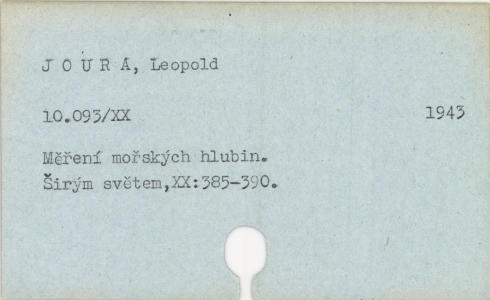 J O U R A, Leopold
10.093/XX 1943
Měření mořských hlubin.
Širým světem,XX:385-390.